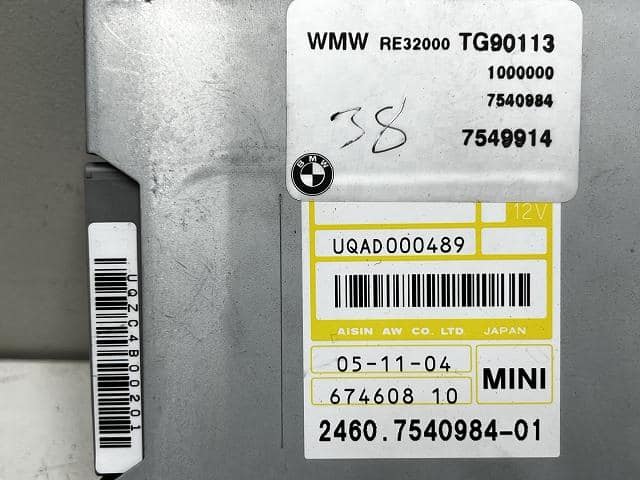 WMW RE32000 TG90113
1000000
7540984
38
7549914
BMW
12V
UQAD000489
AISIN AW CO. LTD JAPAN
05-11-04
674608 10
MINI
2460.7540984-01
UQZC4B00201